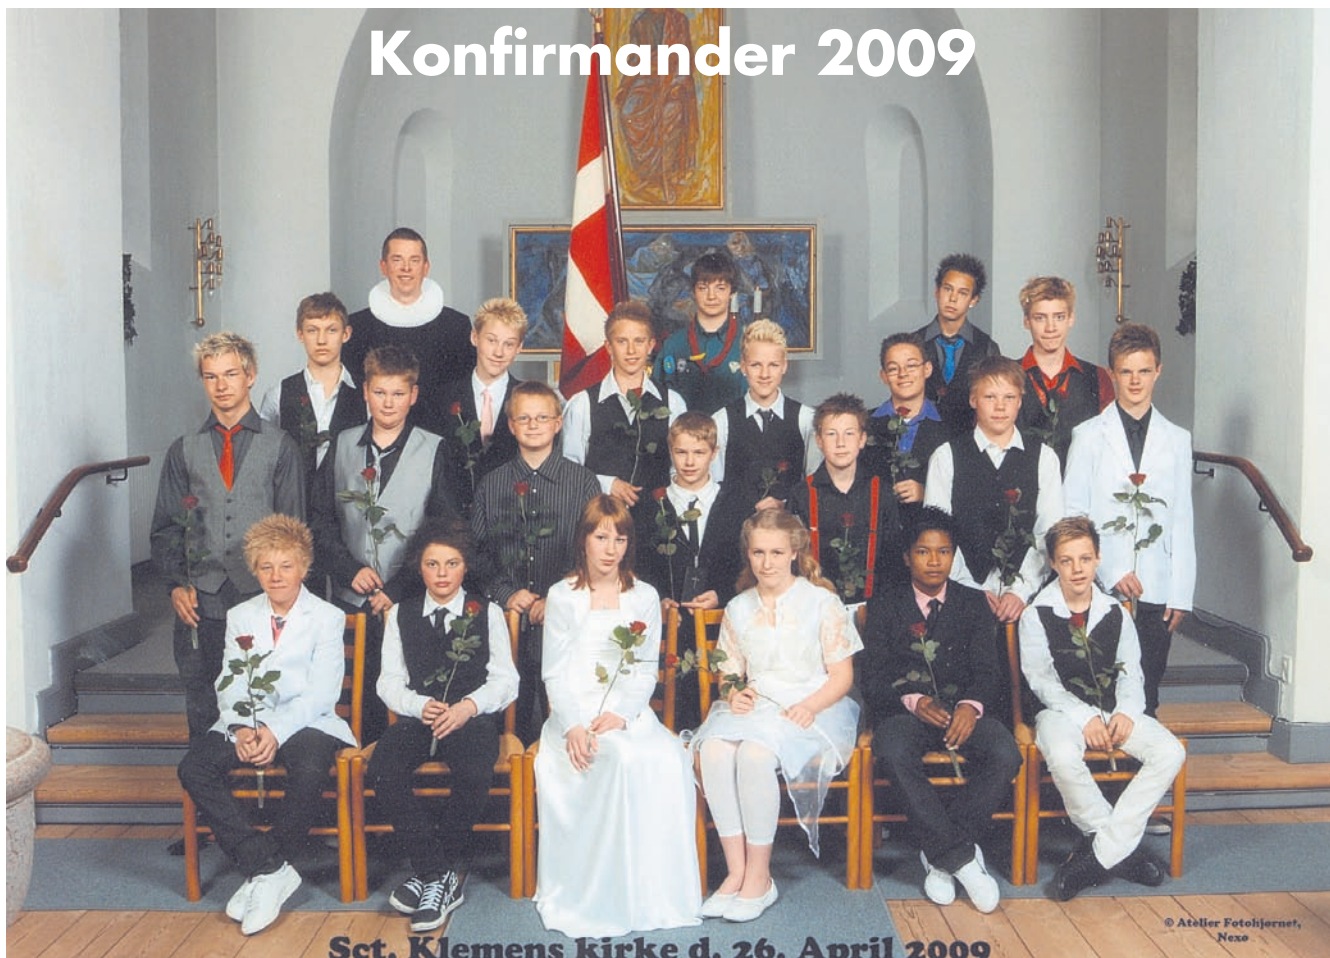 Konfirmander 2009
Sct. Klemens kirke d. 26. April 2009
© Atelier Fotohjørnet,
Nexø